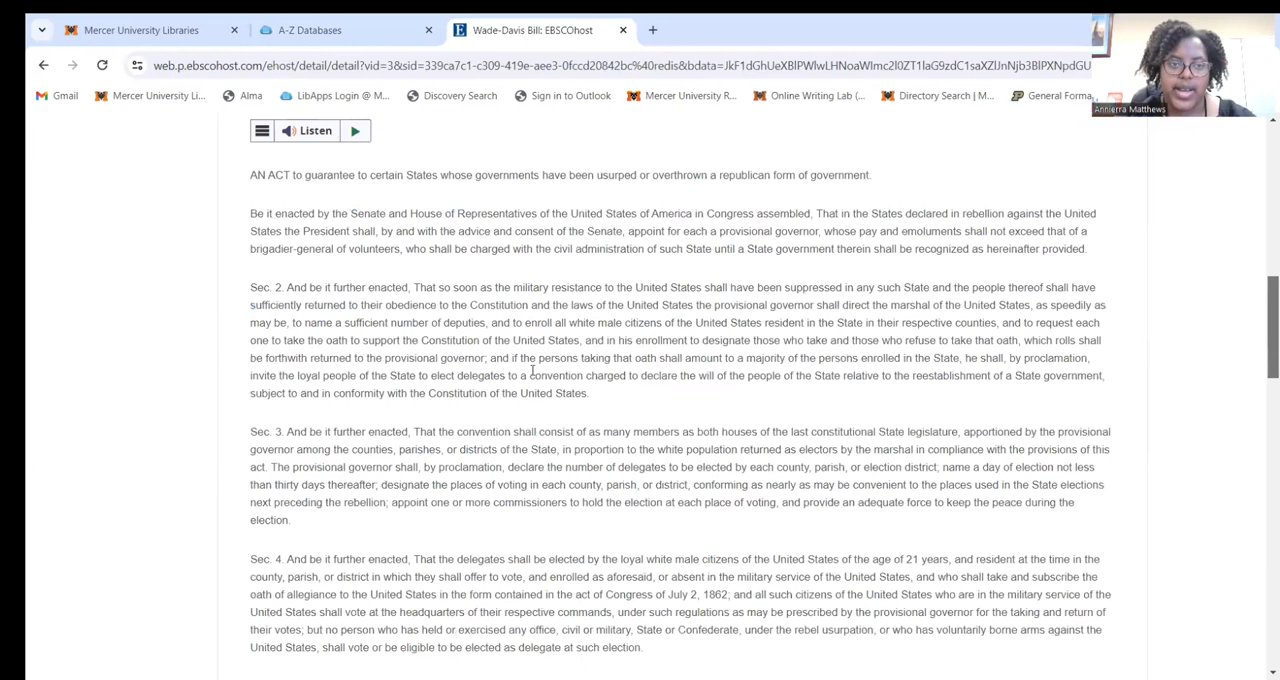 Mercer University Libraries
A-Z Databases
Wade-Davis Bill: EBSCOhost
web.p.ebscohost.com/ehost/detail/detail?vid=3&sid=339ca7c1-c309-419e-aee3-0fccd20842bc%40redis&bdata=
Annierra Matthews
Gmail
Mercer University Li...
Alma
LibApps Login @ M...
Discovery Search
Sign in to Outlook
Mercer University R...
Online Writing Lab (...
Directory Search | M...
General Forma...
Listen
AN ACT to guarantee to certain States whose governments have been usurped or overthrown a republican form of government.
Be it enacted by the Senate and House of Representatives of the United States of America in Congress assembled, That in the States declared in rebellion against the United
States the President shall, by and with the advice and consent of the Senate, appoint for each a provisional governor, whose pay and emoluments shall not exceed that of a
brigadier-general of volunteers, who shall be charged with the civil administration of such State until a State government therein shall be recognized as hereinafter provided.
Sec. 2. And be it further enacted, That so soon as the military resistance to the United States shall have been suppressed in any such State and the people thereof shall have
sufficiently returned to their obedience to the Constitution and the laws of the United States the provisional governor shall direct the marshal of the United States, as speedily as
may be, to name a sufficient number of deputies, and to enroll all white male citizens of the United States resident in the State in their respective counties, and to request each
one to take the oath to support the Constitution of the United States, and in his enrollment to designate those who take and those who refuse to take that oath, which rolls shall
be forthwith returned to the provisional governor; and if the persons taking that oath shall amount to a majority of the persons enrolled in the State, he shall, by proclamation,
invite the loyal people of the State to elect delegates to a convention charged to declare the will of the people of the State relative to the reestablishment of a State government,
subject to and in conformity with the Constitution of the United States.
Sec. 3. And be it further enacted, That the convention shall consist of as many members as both houses of the last constitutional State legislature, apportioned by the provisional
governor among the counties, parishes, or districts of the State, in proportion to the white population returned as electors by the marshal in compliance with the provisions of this
act. The provisional governor shall, by proclamation, declare the number of delegates to be elected by each county, parish, or election district; name a day of election not less
than thirty days thereafter; designate the places of voting in each county, parish, or district, conforming as nearly as may be convenient to the places used in the State elections
next preceding the rebellion; appoint one or more commissioners to hold the election at each place of voting, and provide an adequate force to keep the peace during the
election.
Sec. 4. And be it further enacted, That the delegates shall be elected by the loyal white male citizens of the United States of the age of 21 years, and resident at the time in the
county, parish, or district in which they shall offer to vote, and enrolled as aforesaid, or absent in the military service of the United States, and who shall take and subscribe the
oath of allegiance to the United States in the form contained in the act of Congress of July 2, 1862; and all such citizens of the United States who are in the military service of the
United States shall vote at the headquarters of their respective commands, under such regulations as may be prescribed by the provisional governor for the taking and return of
their votes; but no person who has held or exercised any office, civil or military, State or Confederate, under the rebel usurpation, or who has voluntarily borne arms against the
United States, shall vote or be eligible to be elected as delegate at such election.